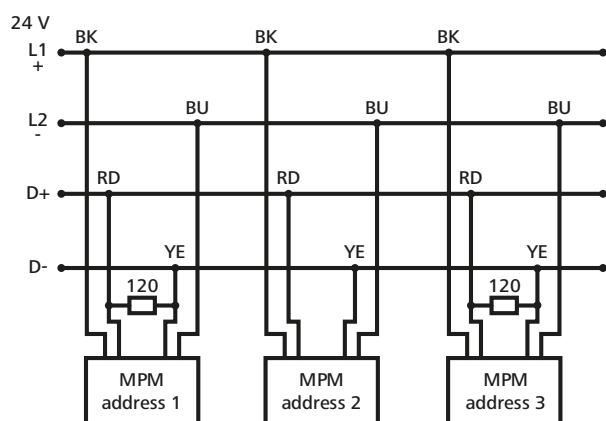 24 V
BK BK BK
L1
+
BU BU BU
L2
-
RD RD RD
D+
YE YE YE
D-
120 120
MPM MPM MPM
address 1 address 2 address 3